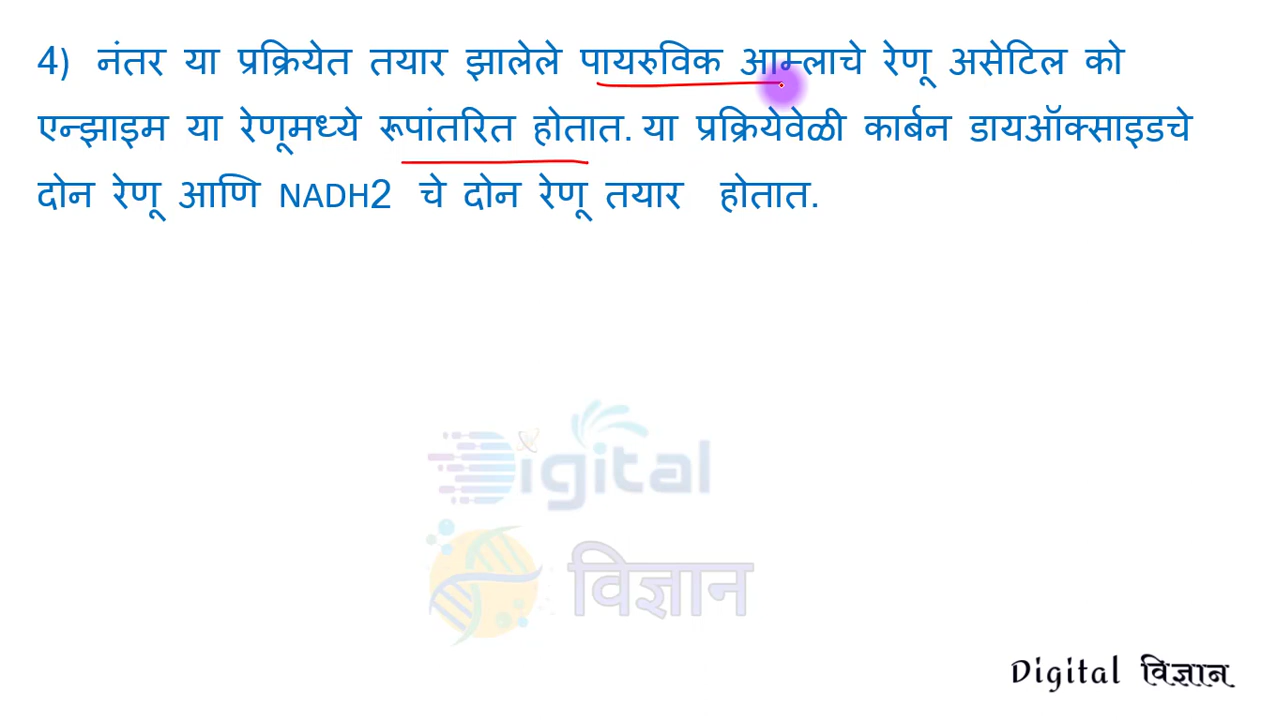 4) नंतर या प्रक्रियेत तयार झालेले पायरुविक आम्लाचे रेणू असेटिल को
एन्झाइम या रेणूमध्ये रूपांतरित होतात. या प्रक्रियेवेळी कार्बन डायऑक्साइडचे
दोन रेणू आणि NADH2 चे दोन रेणू तयार होतात.
Digital
विज्ञान
Digital विज्ञान